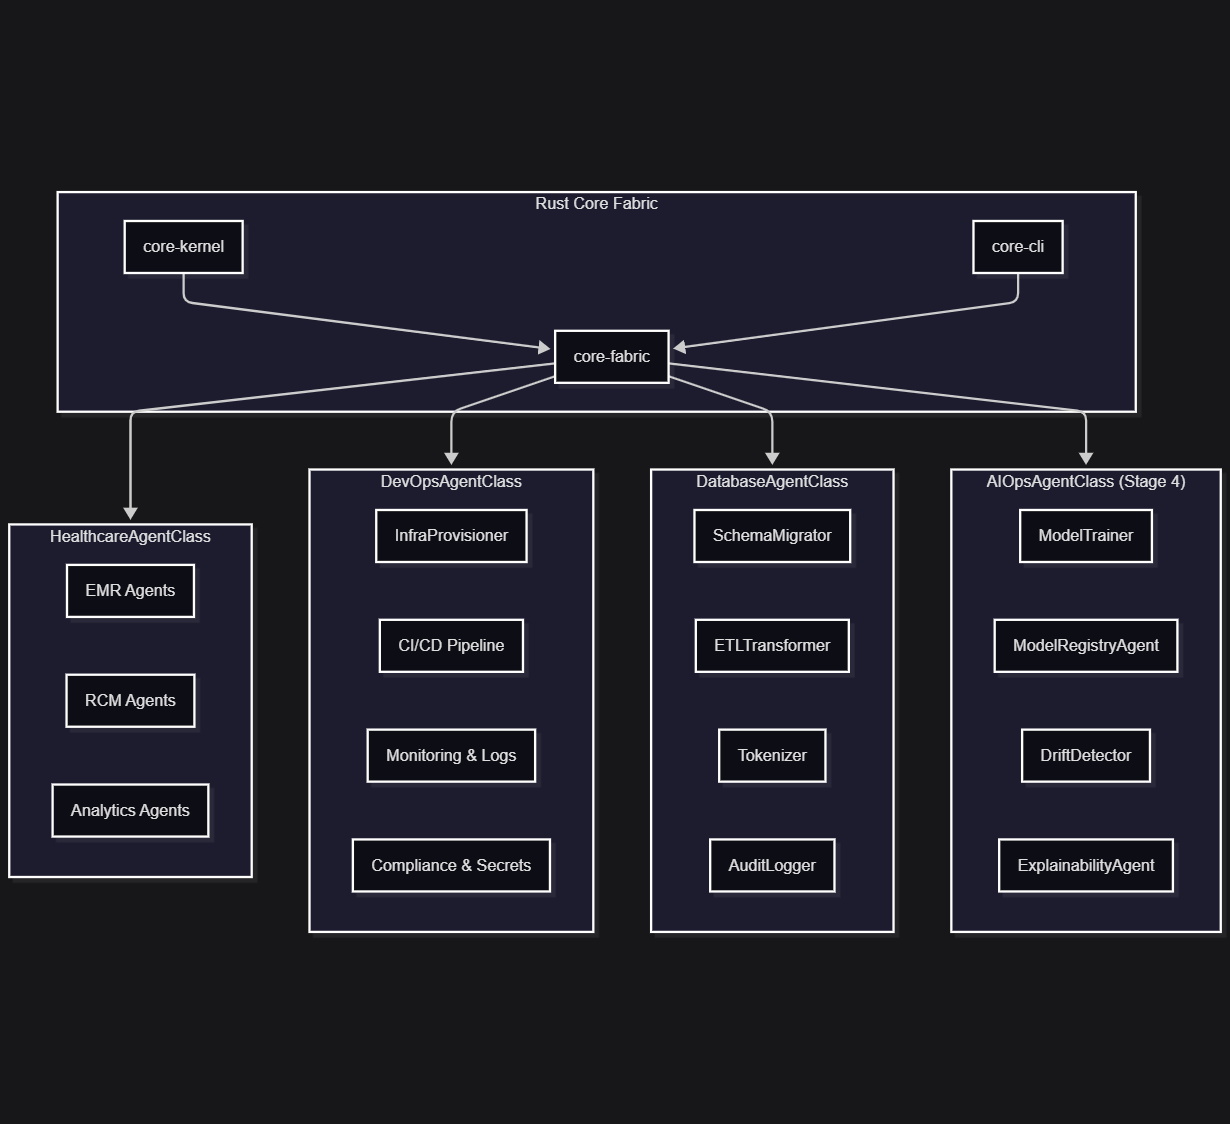 Rust Core Fabric
core-kernel
core-cli
core-fabric
HealthcareAgentClass
EMR Agents
RCM Agents
Analytics Agents
DevOpsAgentClass
InfraProvisioner
CI/CD Pipeline
Monitoring & Logs
Compliance & Secrets
DatabaseAgentClass
SchemaMigrator
ETLTransformer
Tokenizer
AuditLogger
AIOpsAgentClass (Stage 4)
ModelTrainer
ModelRegistryAgent
DriftDetector
ExplainabilityAgent